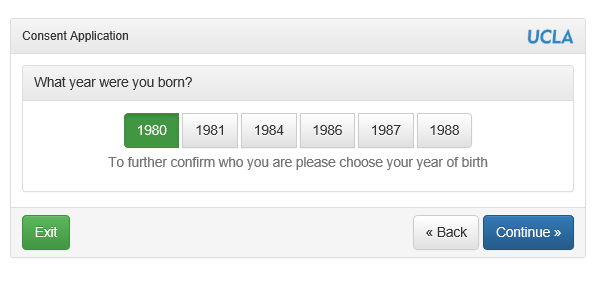 Consent Application UCLA
What year were you born?
1980 1981 1984 1986 1987 1988
To further confirm who you are please choose your year of birth
Exit « Back Continue »